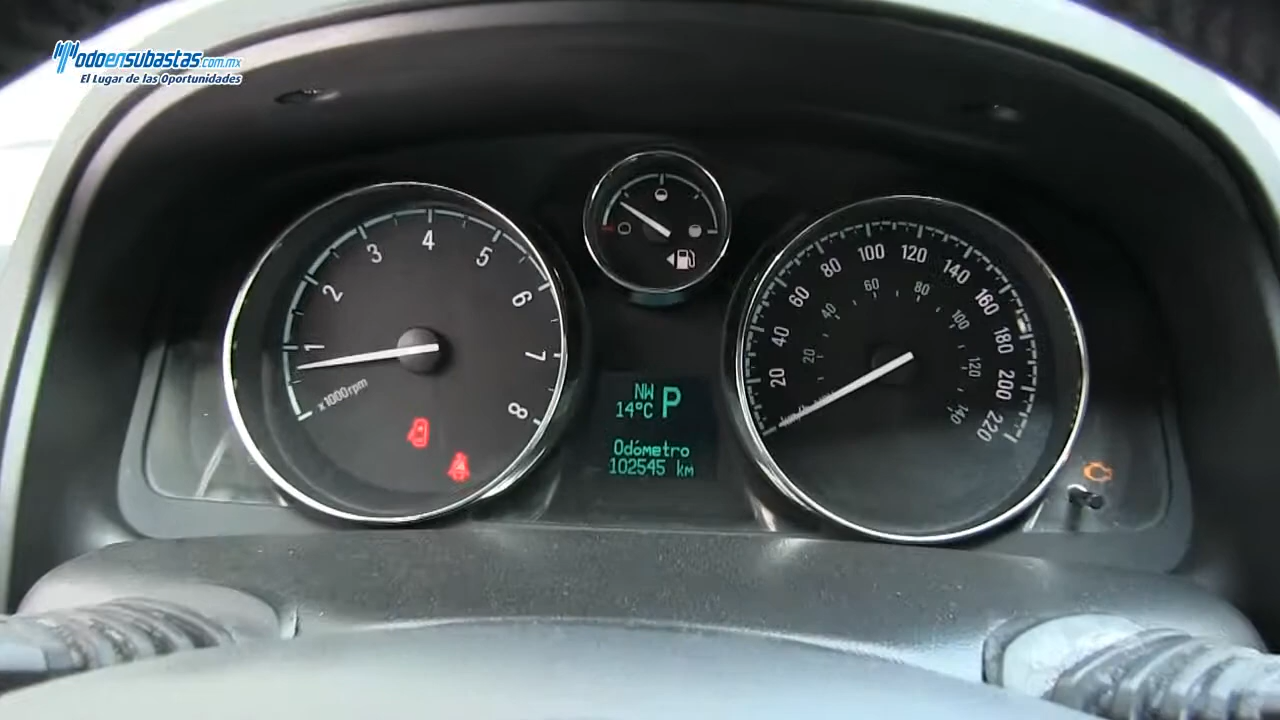 Todoensubastas.com.mx
El Lugar de las Oportunidades
1 2 3 4 5 6 7 8
x1000rpm
NW
14°C P
Odómetro
102545 km
20 40 60 80 100 120 140 160 180 200 220
20 40 60 80 100 120 140